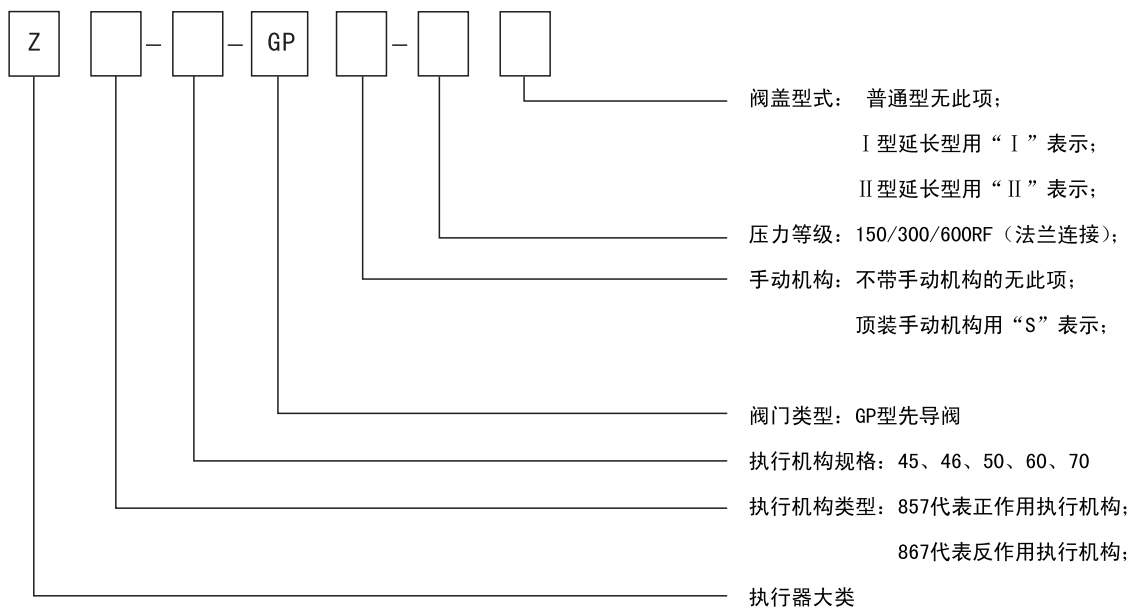 Z - - GP -
阀盖型式： 普通型无此项；
Ⅰ型延长型用“Ⅰ”表示；
Ⅱ型延长型用“Ⅱ”表示；
压力等级：150/300/600RF（法兰连接）；
手动机构：不带手动机构的无此项；
顶装手动机构用“S”表示；
阀门类型：GP型先导阀
执行机构规格：45、46、50、60、70
执行机构类型：857代表正作用执行机构；
867代表反作用执行机构；
执行器大类